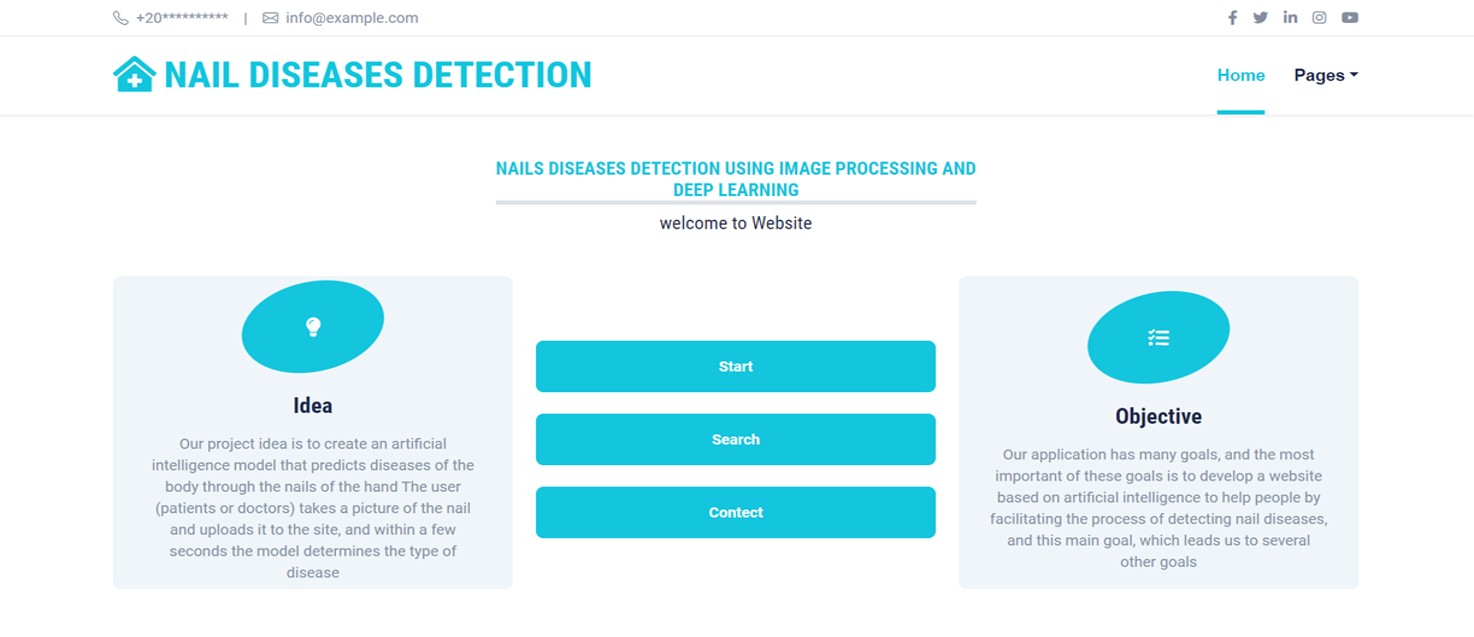 +20********** | info@example.com
NAIL DISEASES DETECTION
Home Pages
NAILS DISEASES DETECTION USING IMAGE PROCESSING AND
DEEP LEARNING
welcome to Website
Idea
Our project idea is to create an artificial
intelligence model that predicts diseases of the
body through the nails of the hand The user
(patients or doctors) takes a picture of the nail
and uploads it to the site, and within a few
seconds the model determines the type of
disease
Start
Search
Contect
Objective
Our application has many goals, and the most
important of these goals is to develop a website
based on artificial intelligence to help people by
facilitating the process of detecting nail diseases,
and this main goal, which leads us to several
other goals